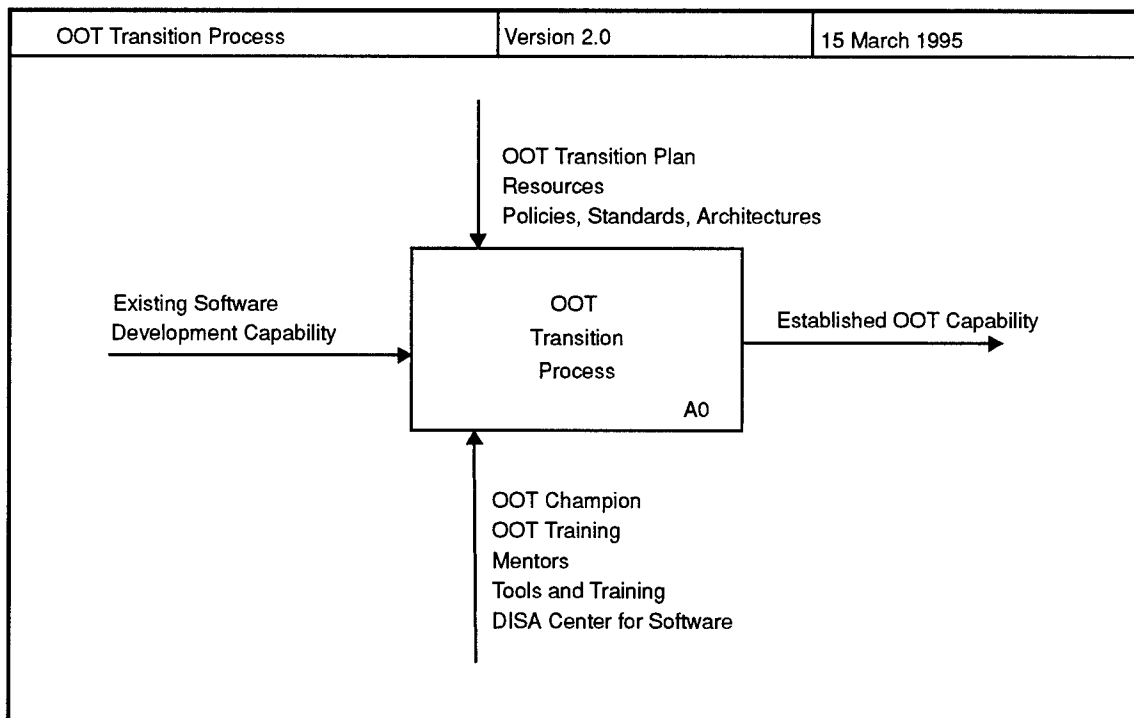 OOT Transition Process
Version 2.0
15 March 1995
OOT Transition Plan
Resources
Policies, Standards, Architectures
Existing Software
Development Capability
OOT
Transition
Process
A0
Established OOT Capability
OOT Champion
OOT Training
Mentors
Tools and Training
DISA Center for Software